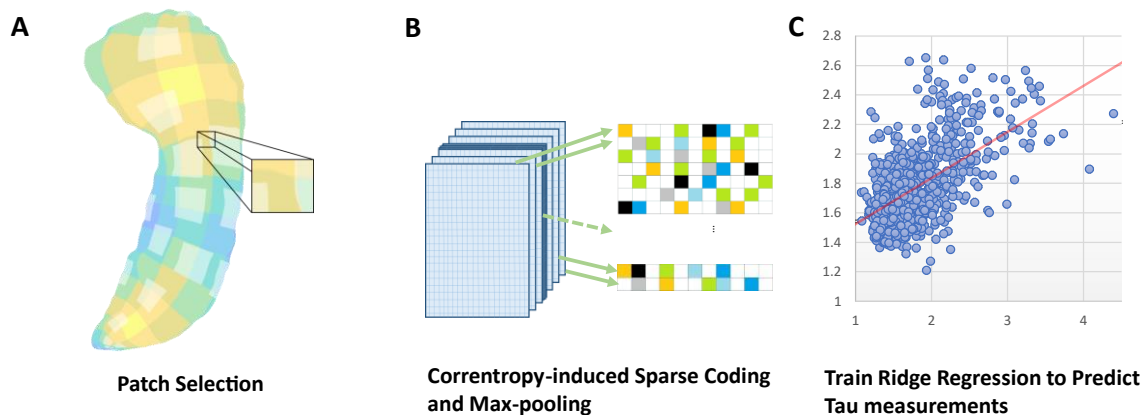 A
B
C
2.8
2.6
2.4
2.2
2
1.8
1.6
1.4
1.2
1
1 2 3 4
Patch Selection
Correntropy-induced Sparse Coding
and Max-pooling
Train Ridge Regression to Predict
Tau measurements